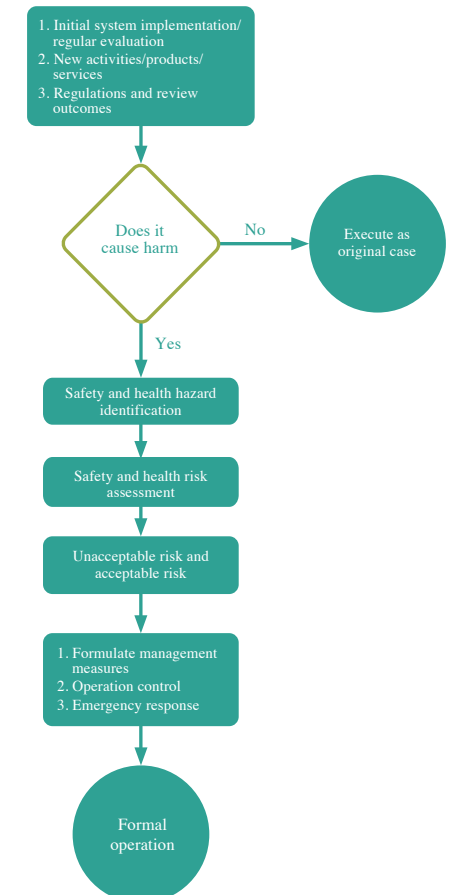 1. Initial system implementation/
regular evaluation
2. New activities/products/
services
3. Regulations and review
outcomes
Does it
cause harm
No
Execute as
original case
Yes
Safety and health hazard
identification
Safety and health risk
assessment
Unacceptable risk and
acceptable risk
1. Formulate management
measures
2. Operation control
3. Emergency response
Formal
operation